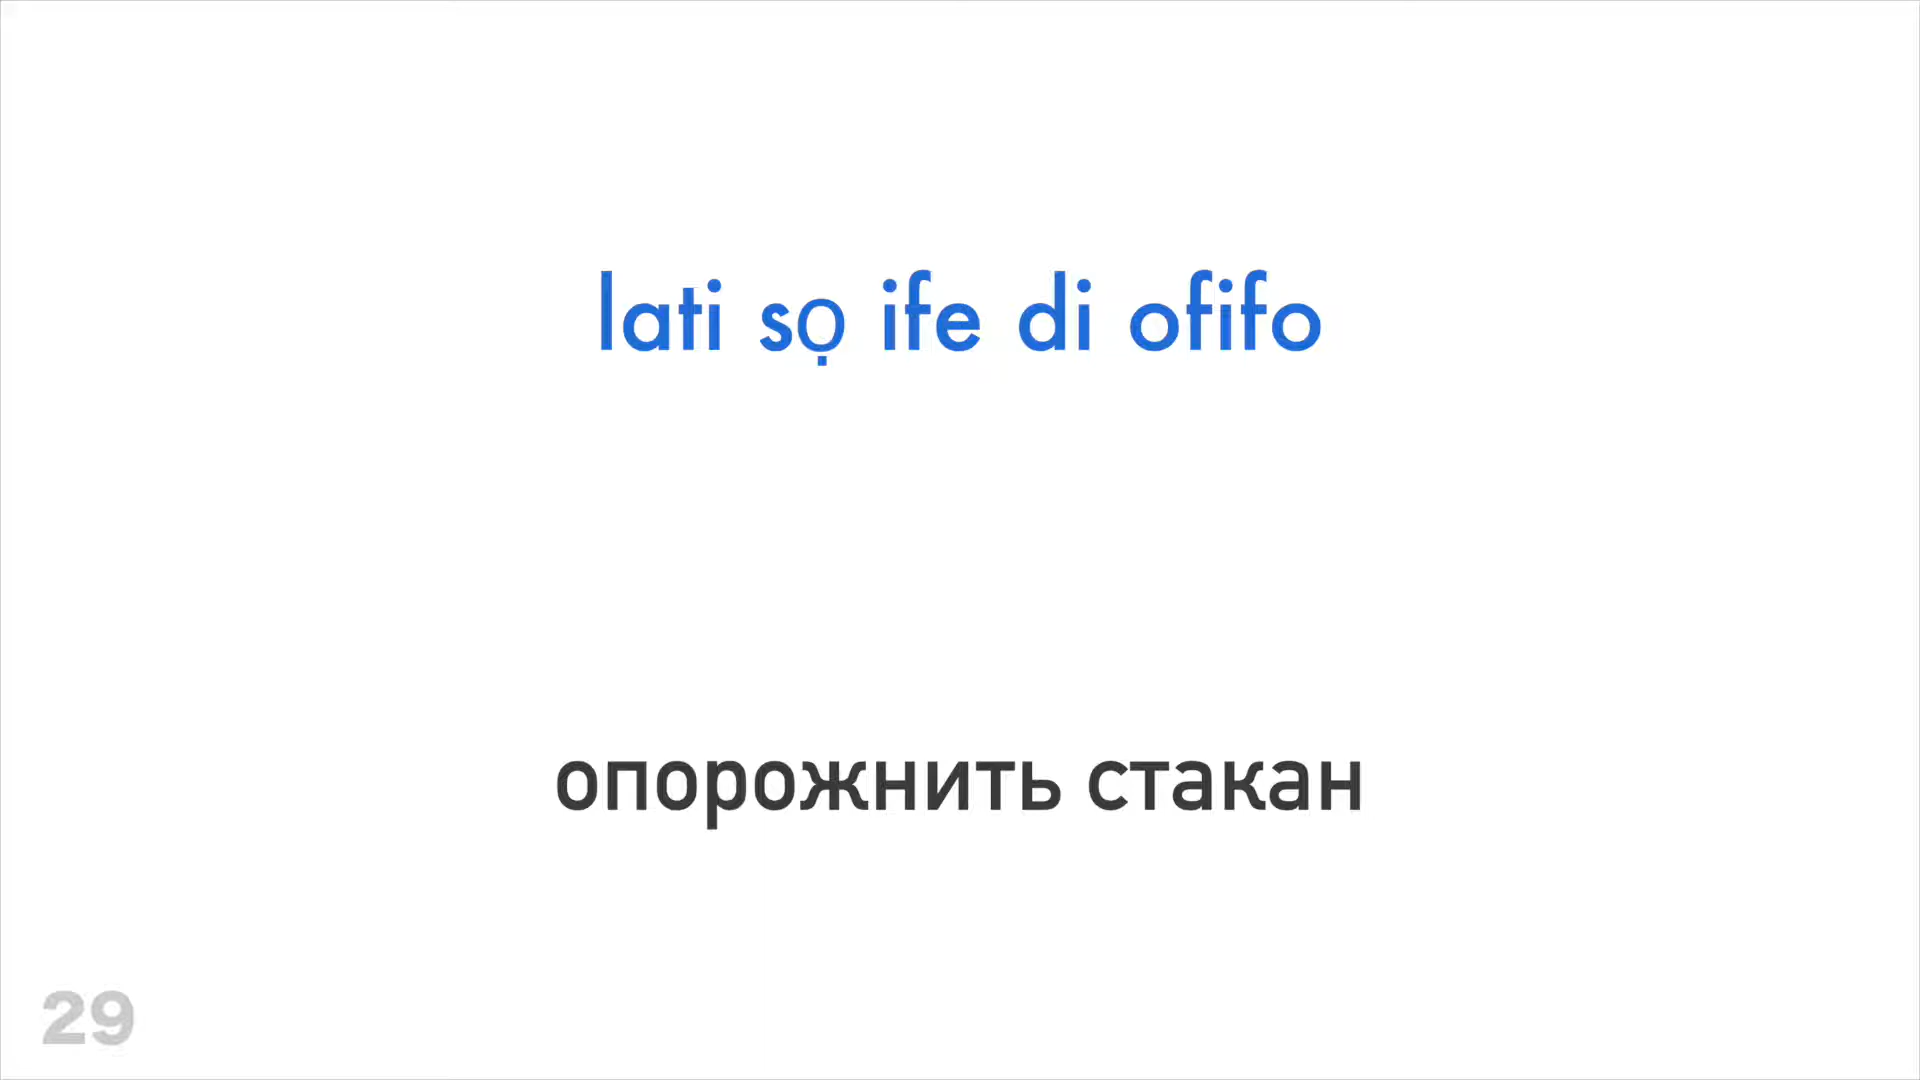 lati sọ ife di ofifo
опорожнить стакан
29